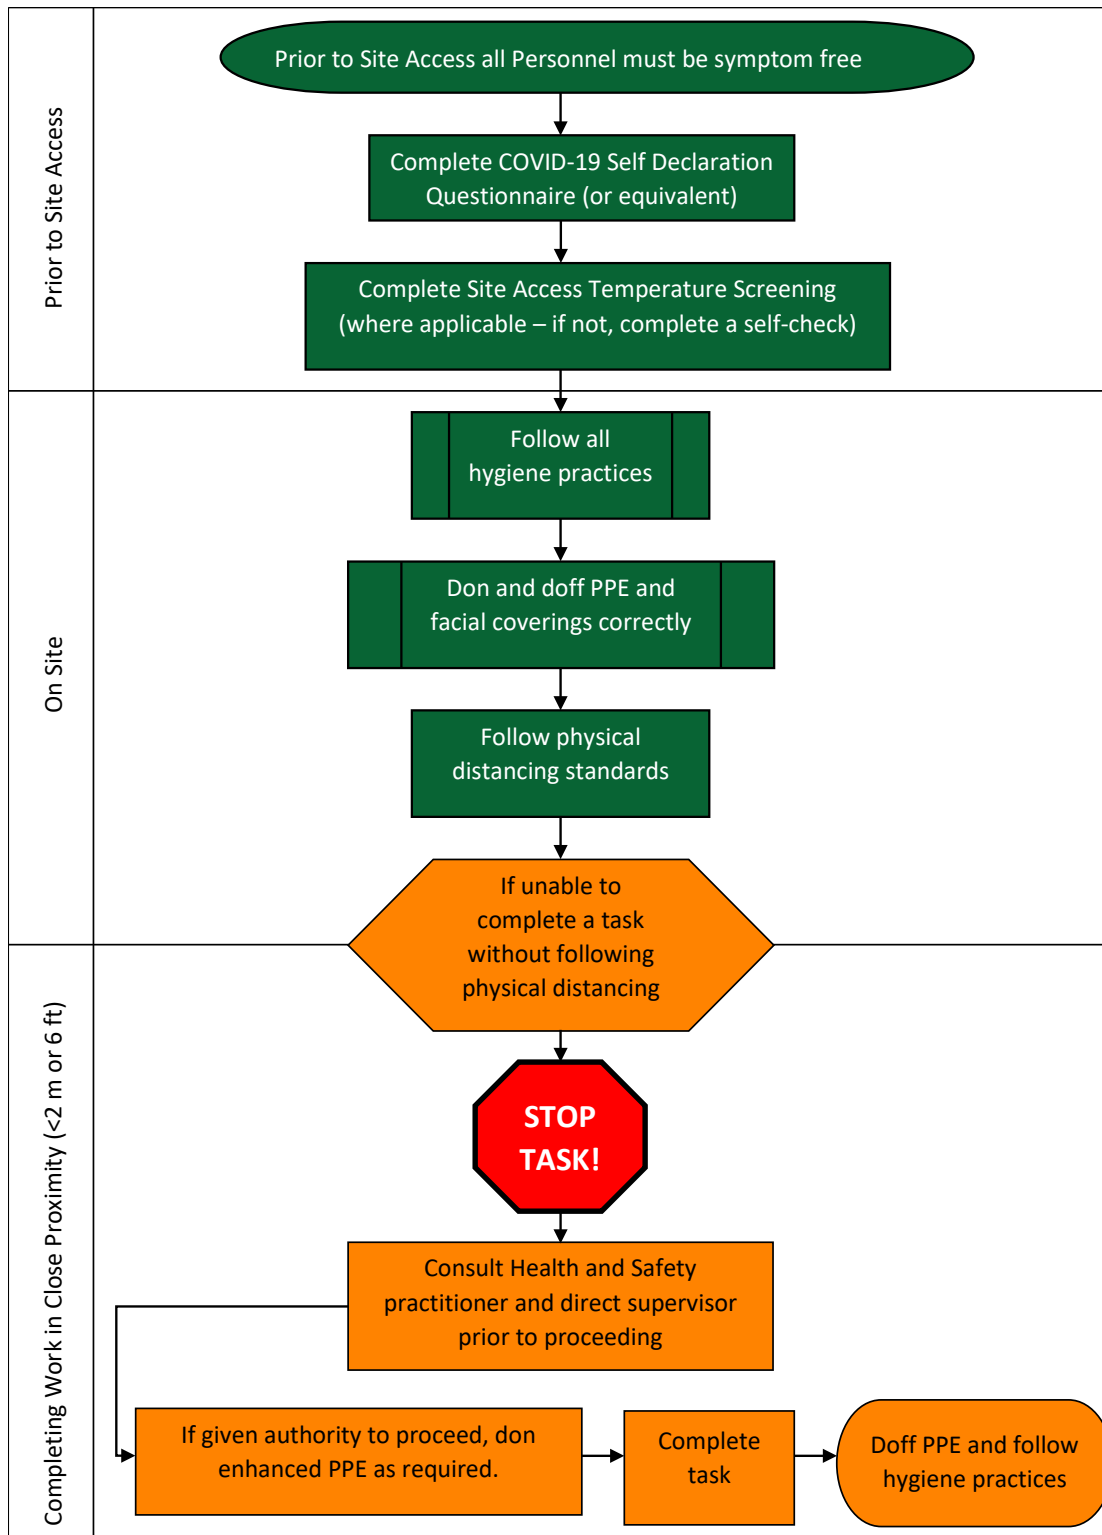 Prior to Site Access
Prior to Site Access all Personnel must be symptom free
Complete COVID-19 Self Declaration
Questionnaire (or equivalent)
Complete Site Access Temperature Screening
(where applicable – if not, complete a self-check)
On Site
Follow all
hygiene practices
Don and doff PPE and
facial coverings correctly
Follow physical
distancing standards
If unable to
complete a task
without following
physical distancing
Completing Work in Close Proximity (<2 m or 6 ft)
STOP
TASK!
Consult Health and Safety
practitioner and direct supervisor
prior to proceeding
If given authority to proceed, don
enhanced PPE as required.
Complete
task
Doff PPE and follow
hygiene practices